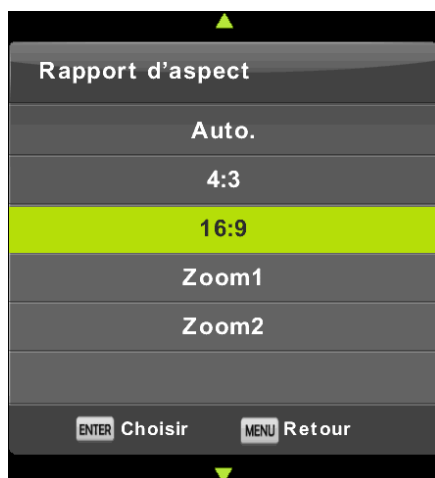 Rapport d'aspect
Auto.
4:3
16:9
Zoom1
Zoom2
ENTER Choisir MENU Retour